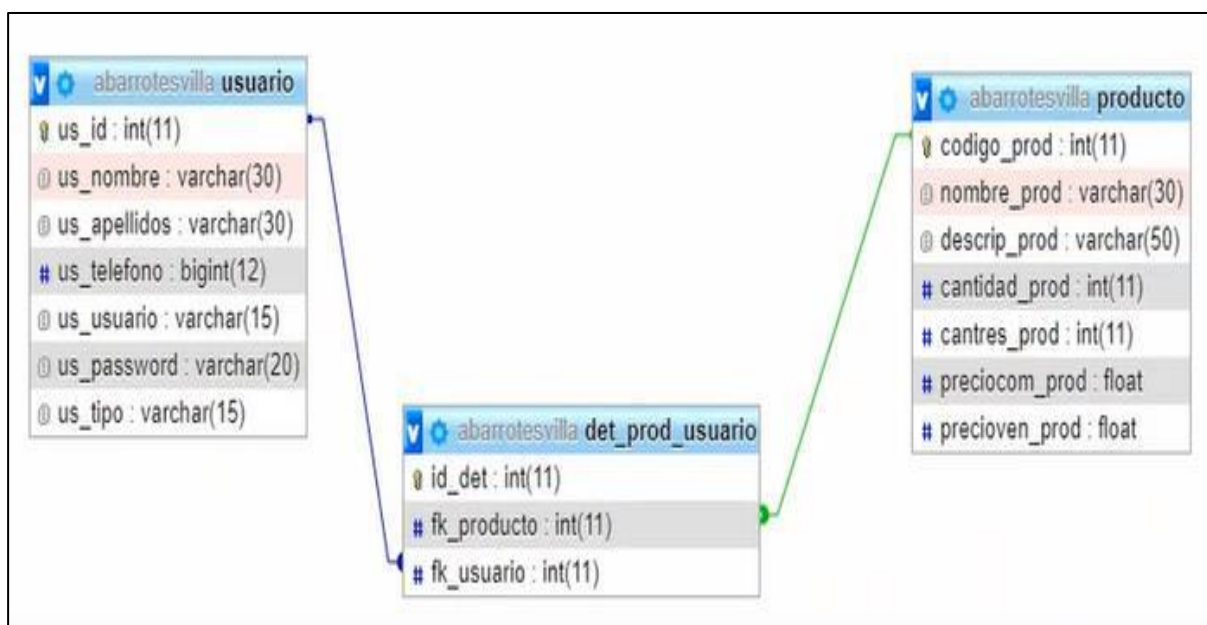 abarrotesvilla usuario
us_id : int(11)
us_nombre : varchar(30)
us_apellidos : varchar(30)
# us_telefono : bigint(12)
us_usuario : varchar(15)
us_password : varchar(20)
us_tipo : varchar(15)
abarrotesvilla producto
codigo_prod : int(11)
nombre_prod : varchar(30)
descrip_prod : varchar(50)
# cantidad_prod : int(11)
# cantres_prod : int(11)
# preciocom_prod : float
# precioven_prod : float
abarrotesvilla det_prod_usuario
id_det : int(11)
# fk_producto : int(11)
# fk_usuario : int(11)